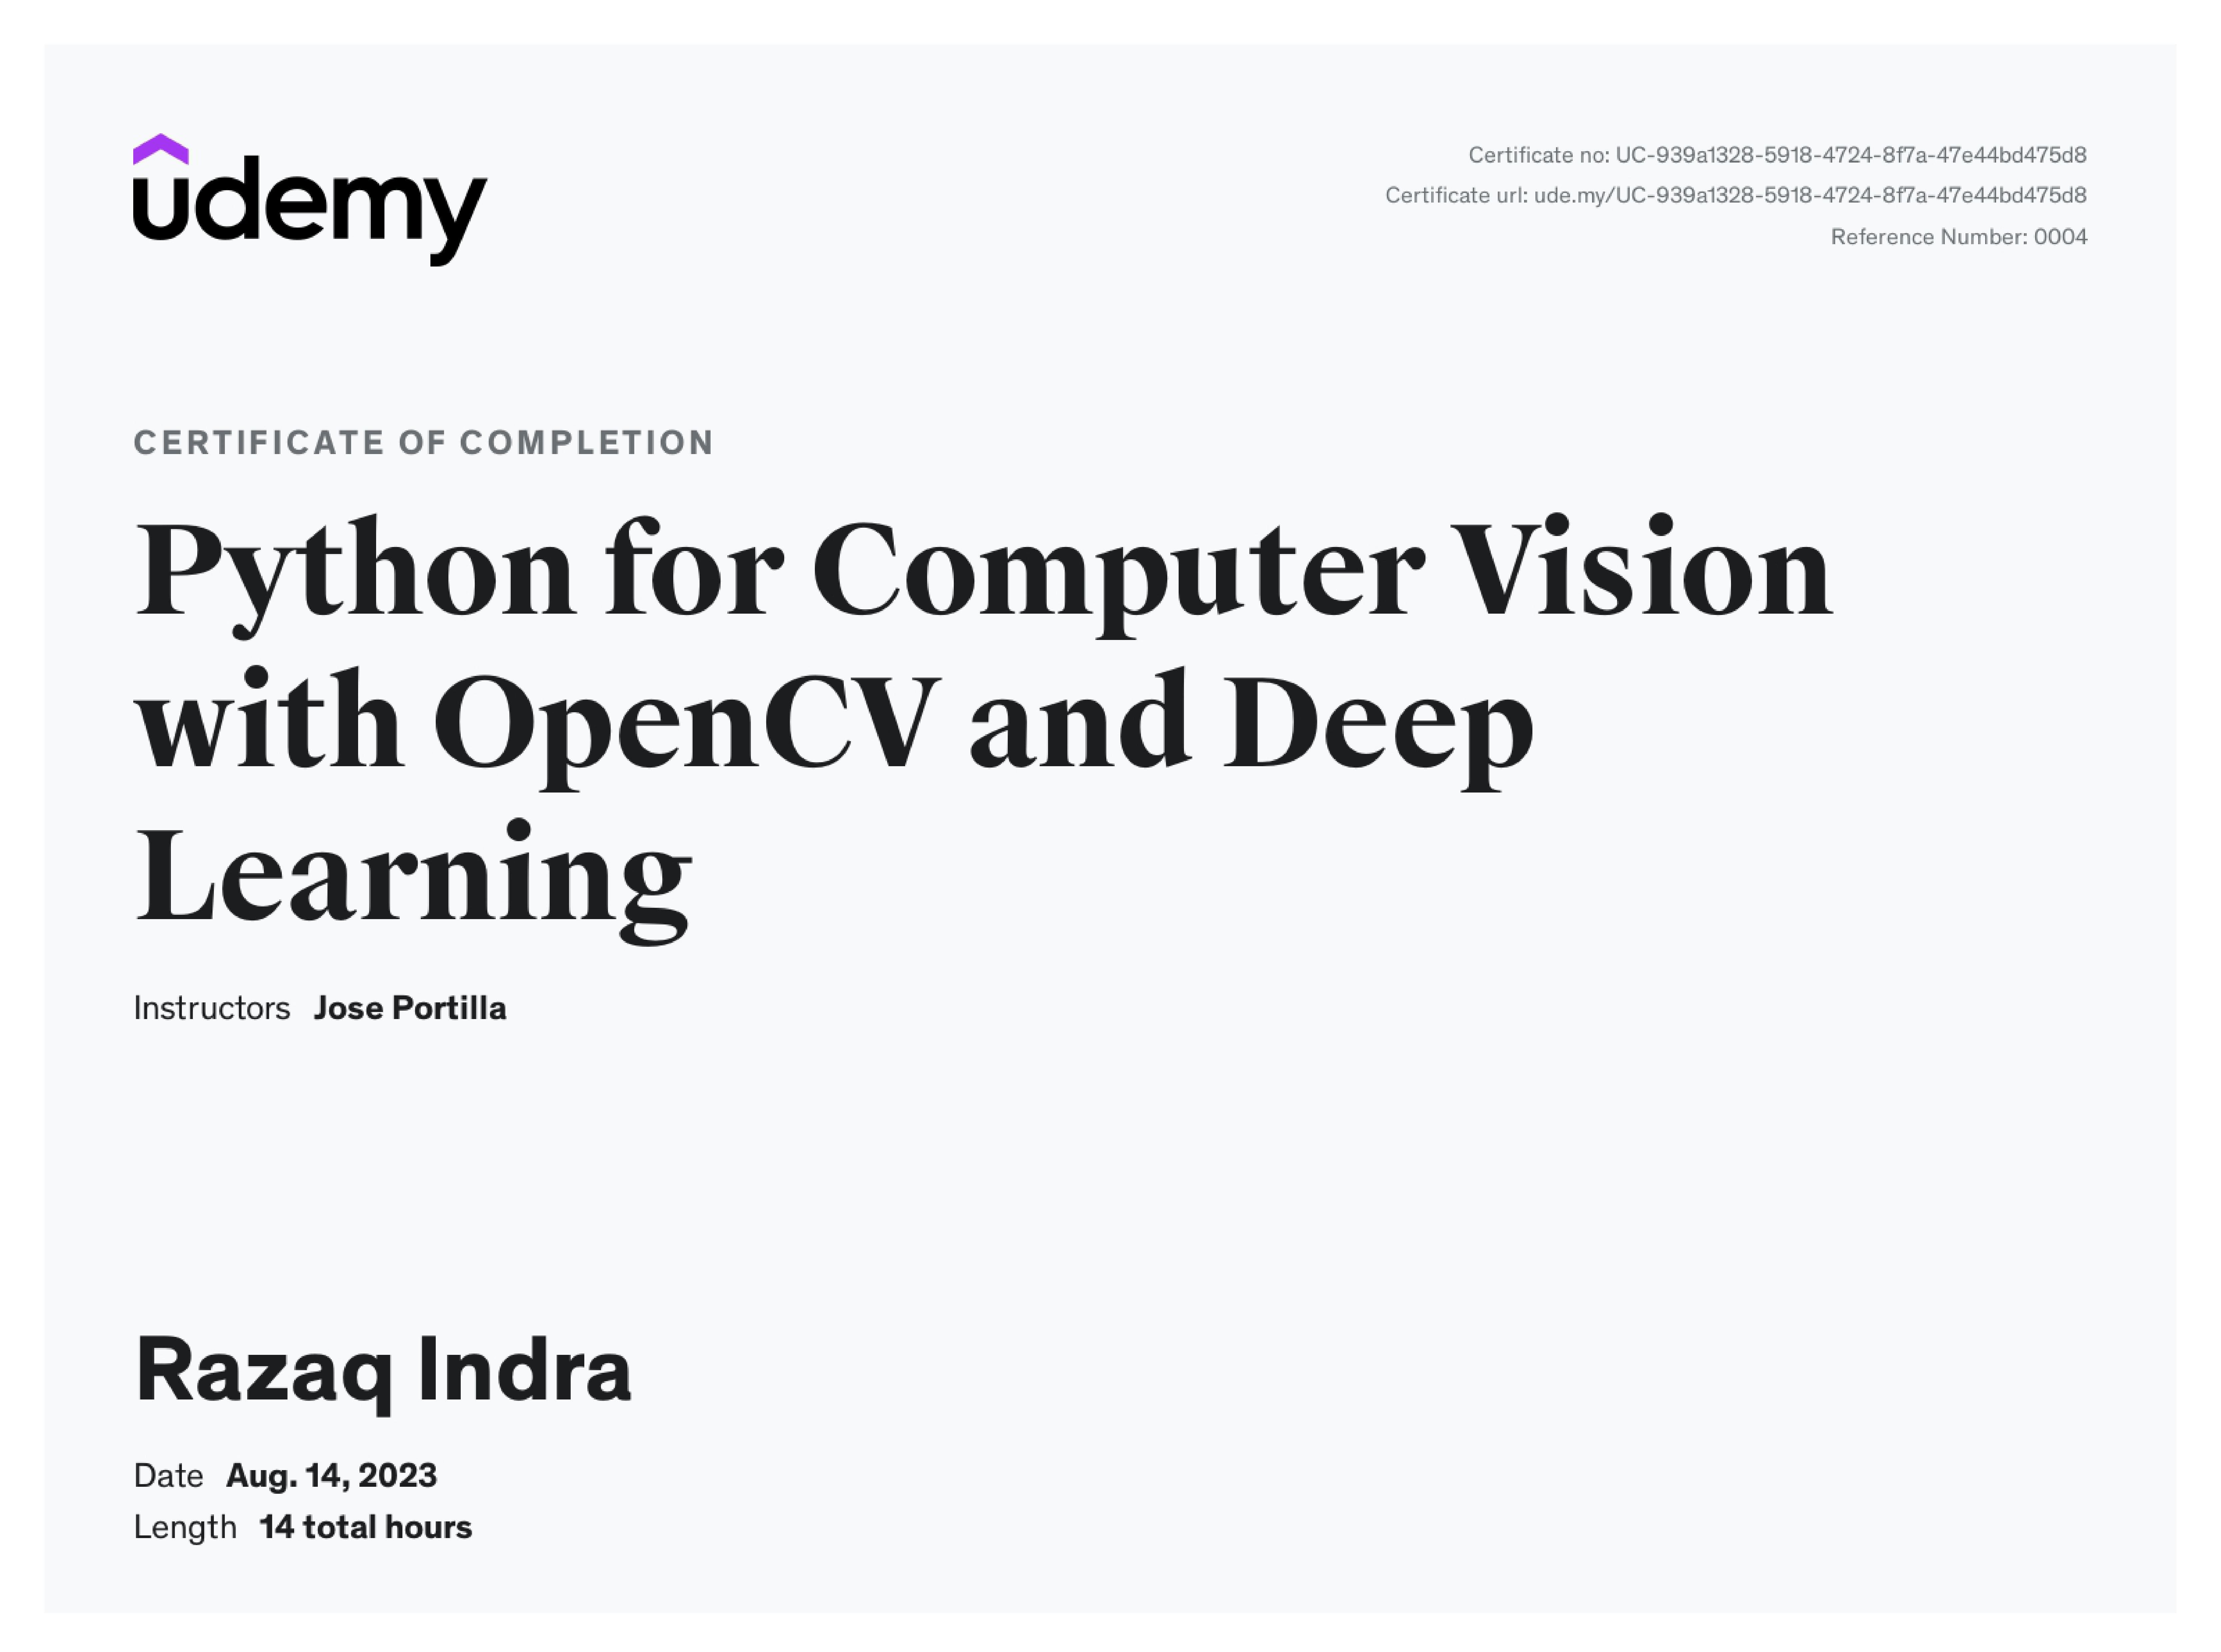 udemy
Certificate no: UC-939a1328-5918-4724-8f7a-47e44bd475d8
Certificate url: ude.my/UC-939a1328-5918-4724-8f7a-47e44bd475d8
Reference Number: 0004
CERTIFICATE OF COMPLETION
Python for Computer Vision
with OpenCV and Deep
Learning
Instructors Jose Portilla
Razaq Indra
Date Aug. 14, 2023
Length 14 total hours